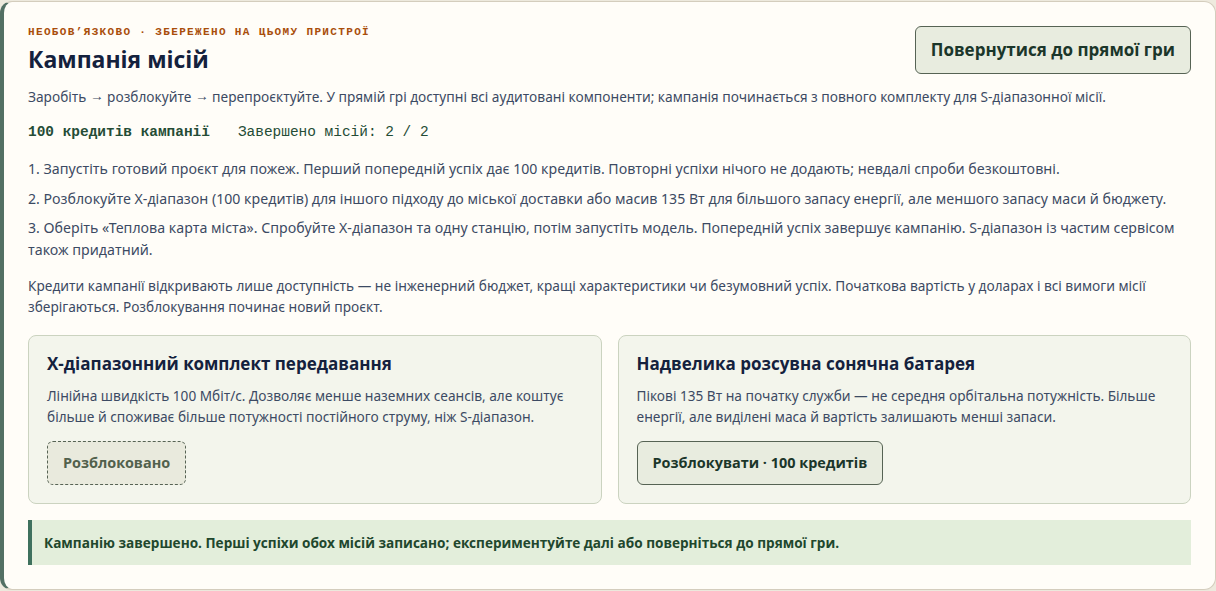 НЕОБОВ’ЯЗКОВО · ЗБЕРЕЖЕНО НА ЦЬОМУ ПРИСТРОЇ
Кампанія місій
Повернутися до прямої гри
Заробіть → розблокуйте → перепроєктуйте. У прямій грі доступні всі аудитовані компоненти; кампанія починається з повного комплекту для S-діапазонної місії.
100 кредитів кампанії Завершено місій: 2 / 2
1. Запустіть готовий проєкт для пожеж. Перший попередній успіх дає 100 кредитів. Повторні успіхи нічого не додають; невдалі спроби безкоштовні.
2. Розблокуйте X-діапазон (100 кредитів) для іншого підходу до міської доставки або масив 135 Вт для більшого запасу енергії, але меншого запасу маси й бюджету.
3. Оберіть «Теплова карта міста». Спробуйте X-діапазон та одну станцію, потім запустіть модель. Попередній успіх завершує кампанію. S-діапазон із частим сервісом
також придатний.
Кредити кампанії відкривають лише доступність — не інженерний бюджет, кращі характеристики чи безумовний успіх. Початкова вартість у доларах і всі вимоги місії
зберігаються. Розблокування починає новий проєкт.
X-діапазонний комплект передавання
Лінійна швидкість 100 Мбіт/с. Дозволяє менше наземних сеансів, але коштує
більше й споживає більше потужності постійного струму, ніж S-діапазон.
Розблоковано
Надвелика розсувна сонячна батарея
Пікові 135 Вт на початку служби — не середня орбітальна потужність. Більше
енергії, але виділені маса й вартість залишають менші запаси.
Розблокувати · 100 кредитів
Кампанію завершено. Перші успіхи обох місій записано; експериментуйте далі або поверніться до прямої гри.